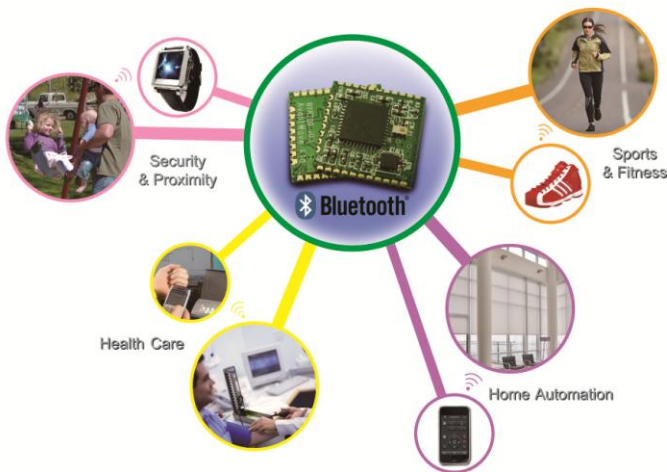 Security
& Proximity
Bluetooth®
Sports
& Fitness
Health Care
Home Automation